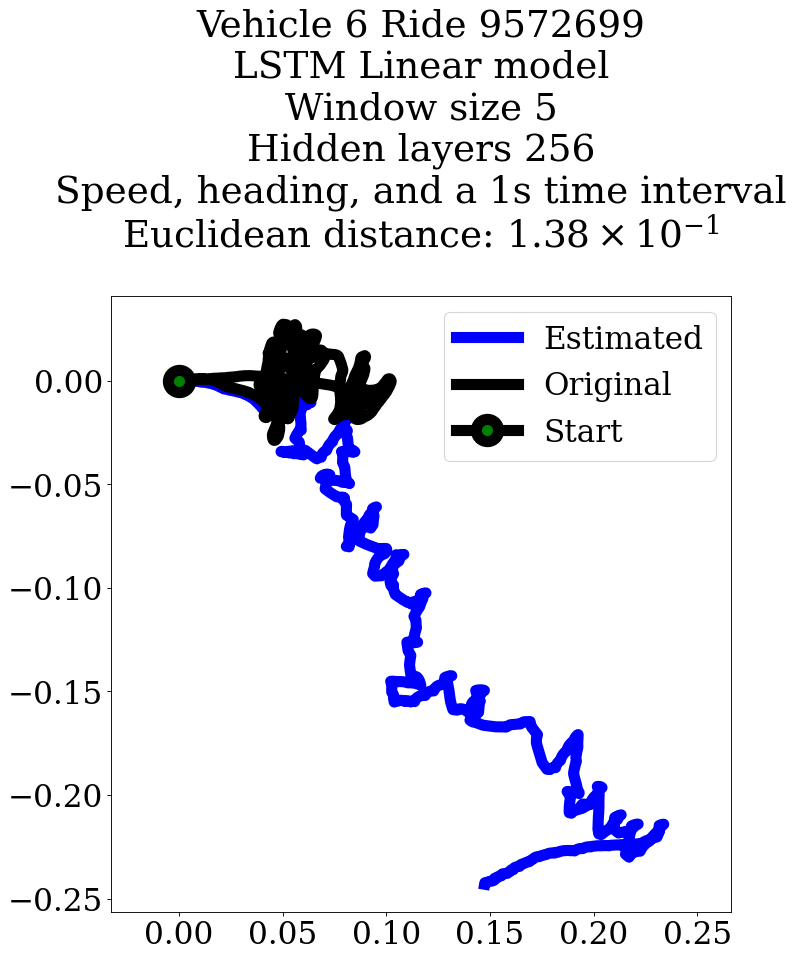 Vehicle 6 Ride 9572699
LSTM Linear model
Window size 5
Hidden layers 256
Speed, heading, and a 1s time interval
Euclidean distance: 1.38 × 10⁻¹
Estimated
Original
Start
0.00
−0.05
−0.10
−0.15
−0.20
−0.25
0.00 0.05 0.10 0.15 0.20 0.25